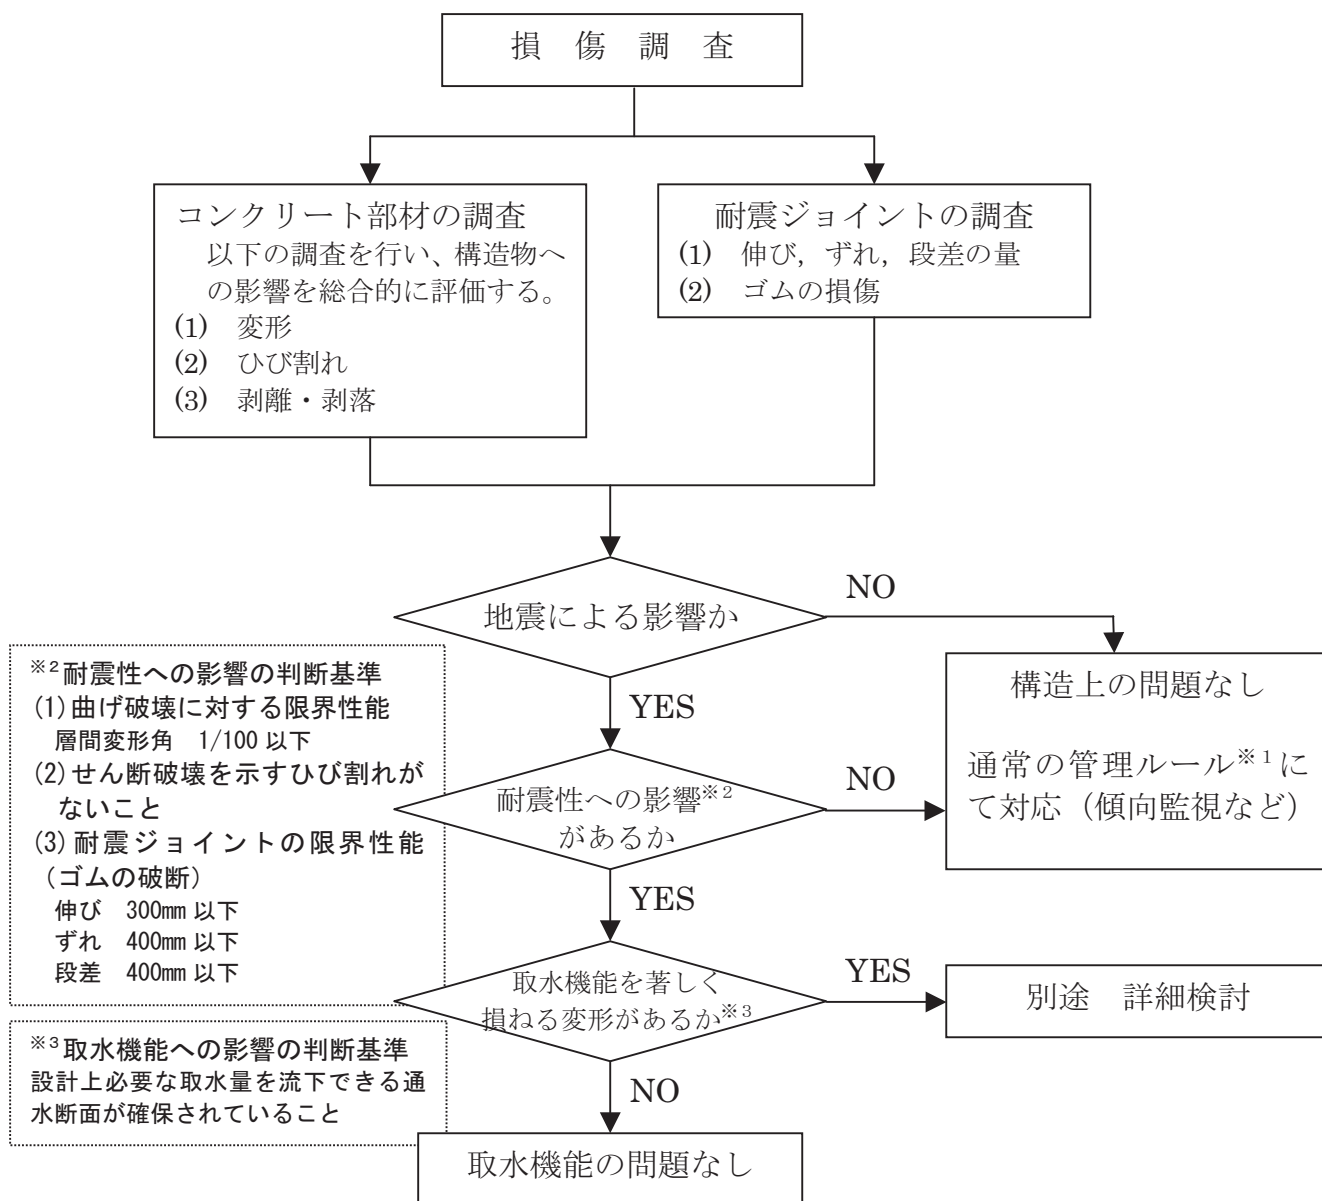 損　傷　調　査
コンクリート部材の調査
以下の調査を行い、構造物へ
の影響を総合的に評価する。
(1)　変形
(2)　ひび割れ
(3)　剥離・剥落
耐震ジョイントの調査
(1)　伸び，ずれ，段差の量
(2)　ゴムの損傷
地震による影響か
NO
YES
構造上の問題なし
通常の管理ルール※1に
て対応（傾向監視など）
※2耐震性への影響の判断基準
(1)曲げ破壊に対する限界性能
層間変形角　1/100 以下
(2)せん断破壊を示すひび割れが
ないこと
(3)耐震ジョイントの限界性能
（ゴムの破断）
伸び　300mm 以下
ずれ　400mm 以下
段差　400mm 以下
耐震性への影響※2
があるか
NO
YES
取水機能を著しく
損ねる変形があるか※3
YES
別途　詳細検討
NO
※3取水機能への影響の判断基準
設計上必要な取水量を流下できる通
水断面が確保されていること
取水機能の問題なし